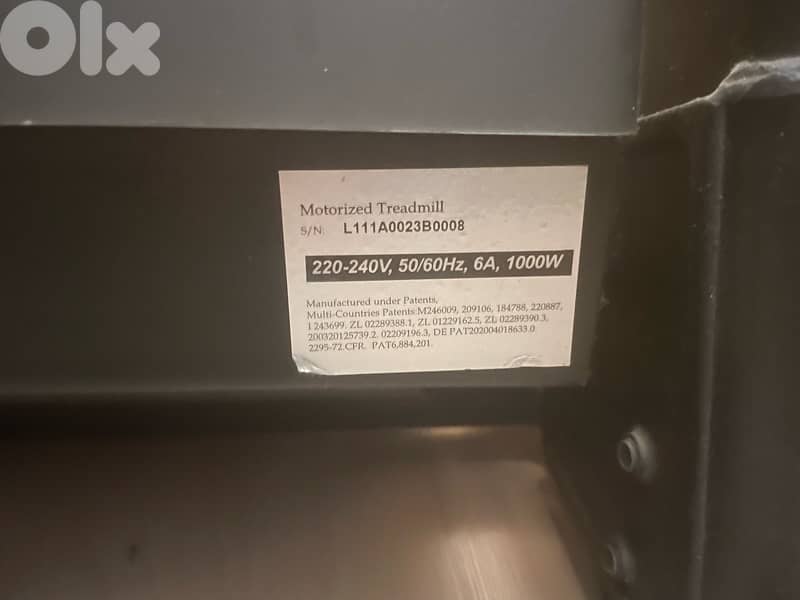 Olx
Motorized Treadmill
S/N: L111A0023B0008
220-240V, 50/60Hz, 6A, 1000W
Manufactured under Patents,
Multi-Countries Patents:M246009, 209106, 184788, 220887,
1243699. ZL 02289388.1, ZL 01229162.5, ZL 02289390.3,
200320125739.2. 02209196.3, DE PAT202004018633.0
2295-72.CFR. PAT6,884,201.